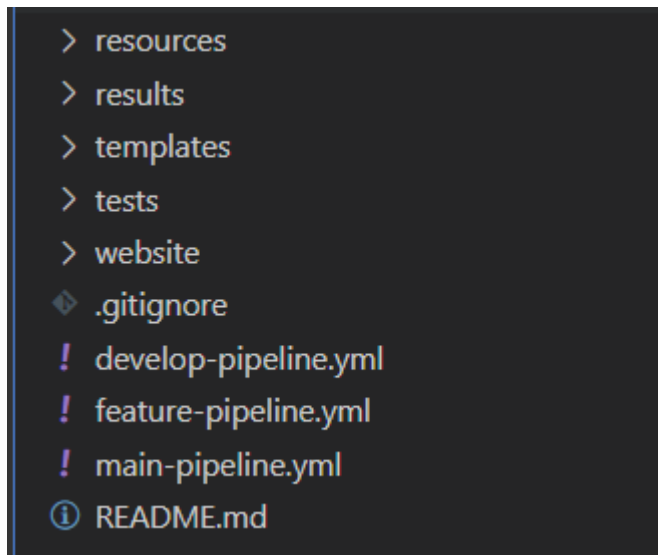 resources
results
templates
tests
website
.gitignore
develop-pipeline.yml
feature-pipeline.yml
main-pipeline.yml
README.md